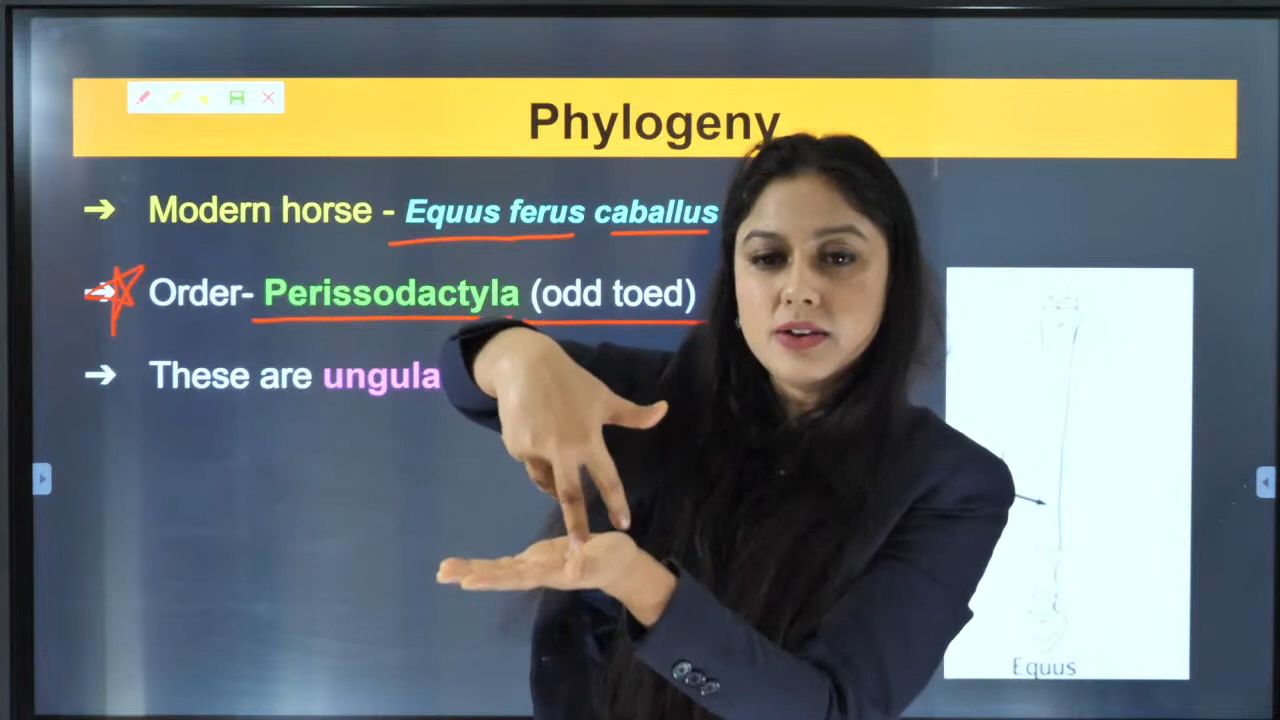 Phylogeny
➔ Modern horse - Equus ferus caballus
➔ Order- Perissodactyla (odd toed)
➔ These are ungula
Equus